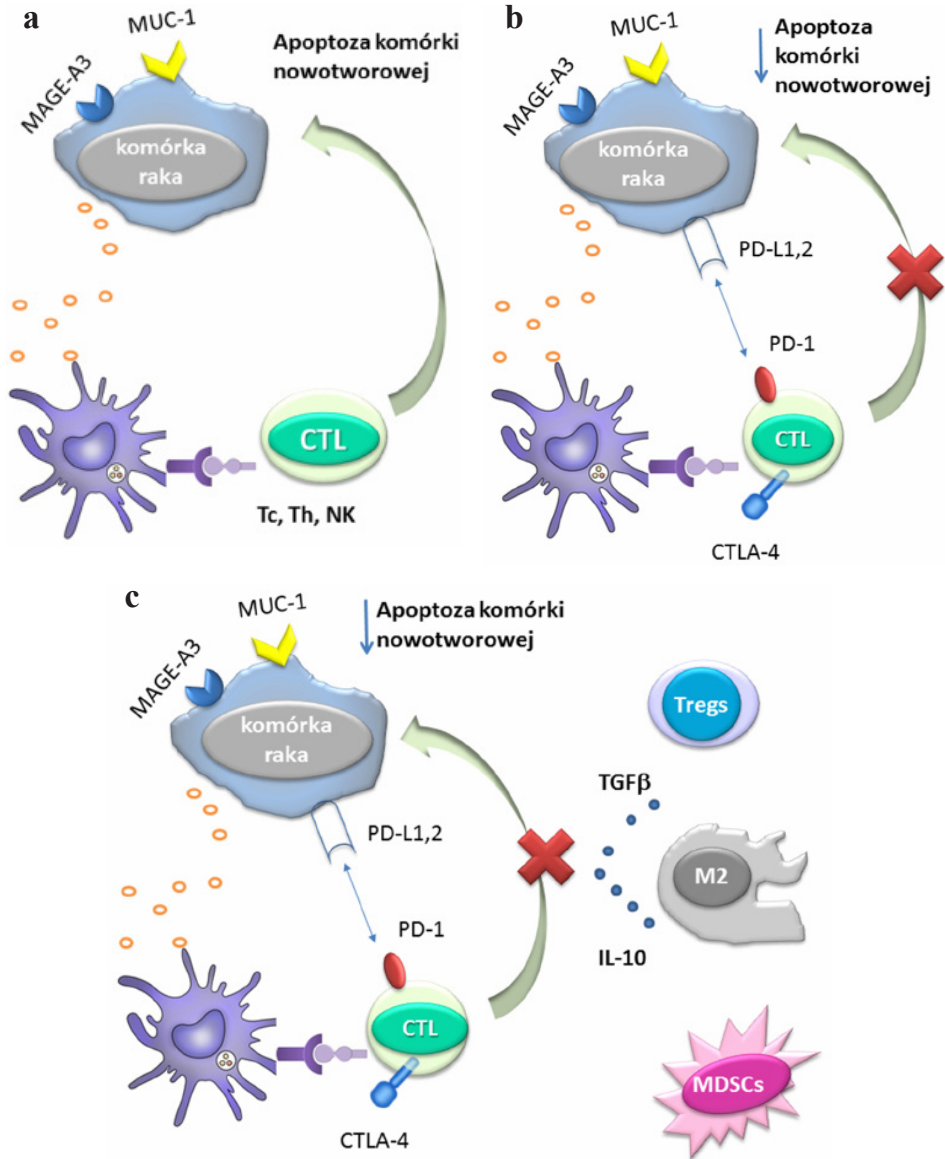 a
MUC-1
MAGE-A3
Apoptoza komórki
nowotworowej
komórka
raka
CTL
Tc, Th, NK
b
MUC-1
MAGE-A3
Apoptoza
komórki
nowotworowej
komórka
raka
PD-L1,2
PD-1
CTL
CTLA-4
c
MUC-1
MAGE-A3
Apoptoza komórki
nowotworowej
komórka
raka
PD-L1,2
PD-1
CTL
CTLA-4
Tregs
TGFβ
M2
IL-10
MDSCs